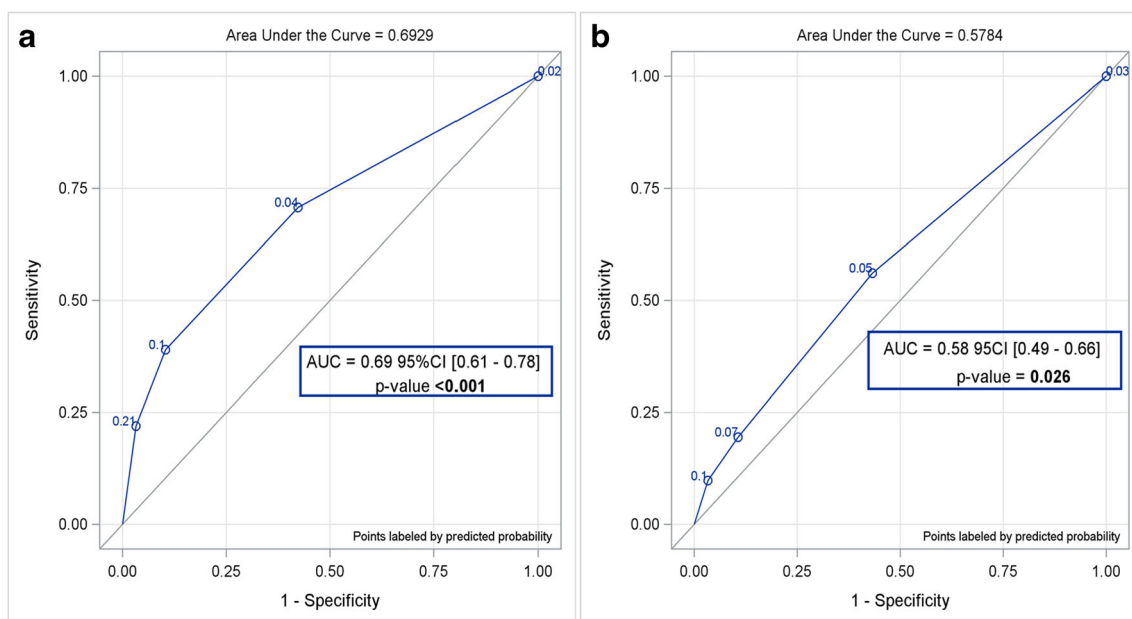 a
Area Under the Curve = 0.6929
1.00
0.75
0.50
0.25
0.00
Sensitivity
0.02
0.04
0.1
0.21
AUC = 0.69 95%CI [0.61 - 0.78]
p-value <0.001
Points labeled by predicted probability
0.00 0.25 0.50 0.75 1.00
1 - Specificity
b
Area Under the Curve = 0.5784
1.00
0.75
0.50
0.25
0.00
Sensitivity
0.03
0.05
0.07
0.1
AUC = 0.58 95CI [0.49 - 0.66]
p-value = 0.026
Points labeled by predicted probability
0.00 0.25 0.50 0.75 1.00
1 - Specificity